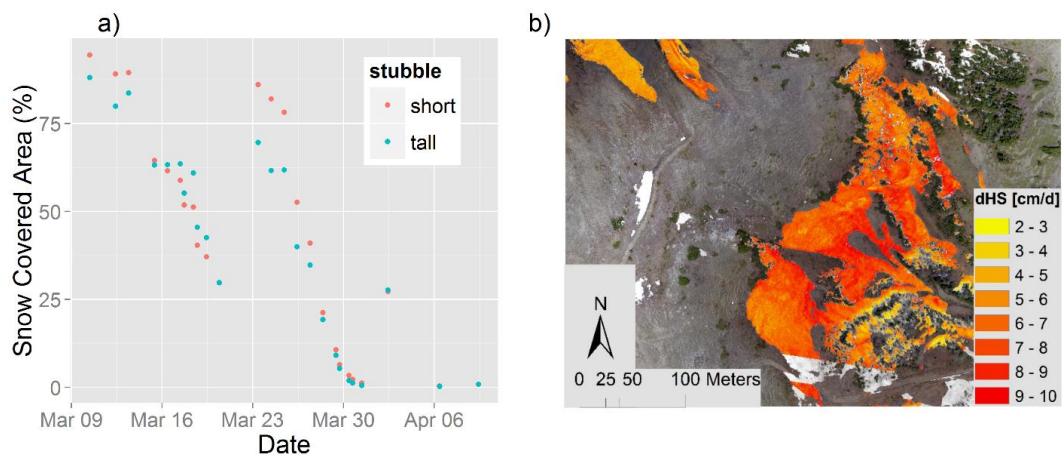 a)
stubble
short
tall
Snow Covered Area (%)
75
50
25
0
Mar 09
Mar 16
Mar 23
Mar 30
Apr 06
Date
b)
dHS [cm/d]
2 - 3
3 - 4
4 - 5
5 - 6
6 - 7
7 - 8
8 - 9
9 - 10
N
0 25 50 100 Meters